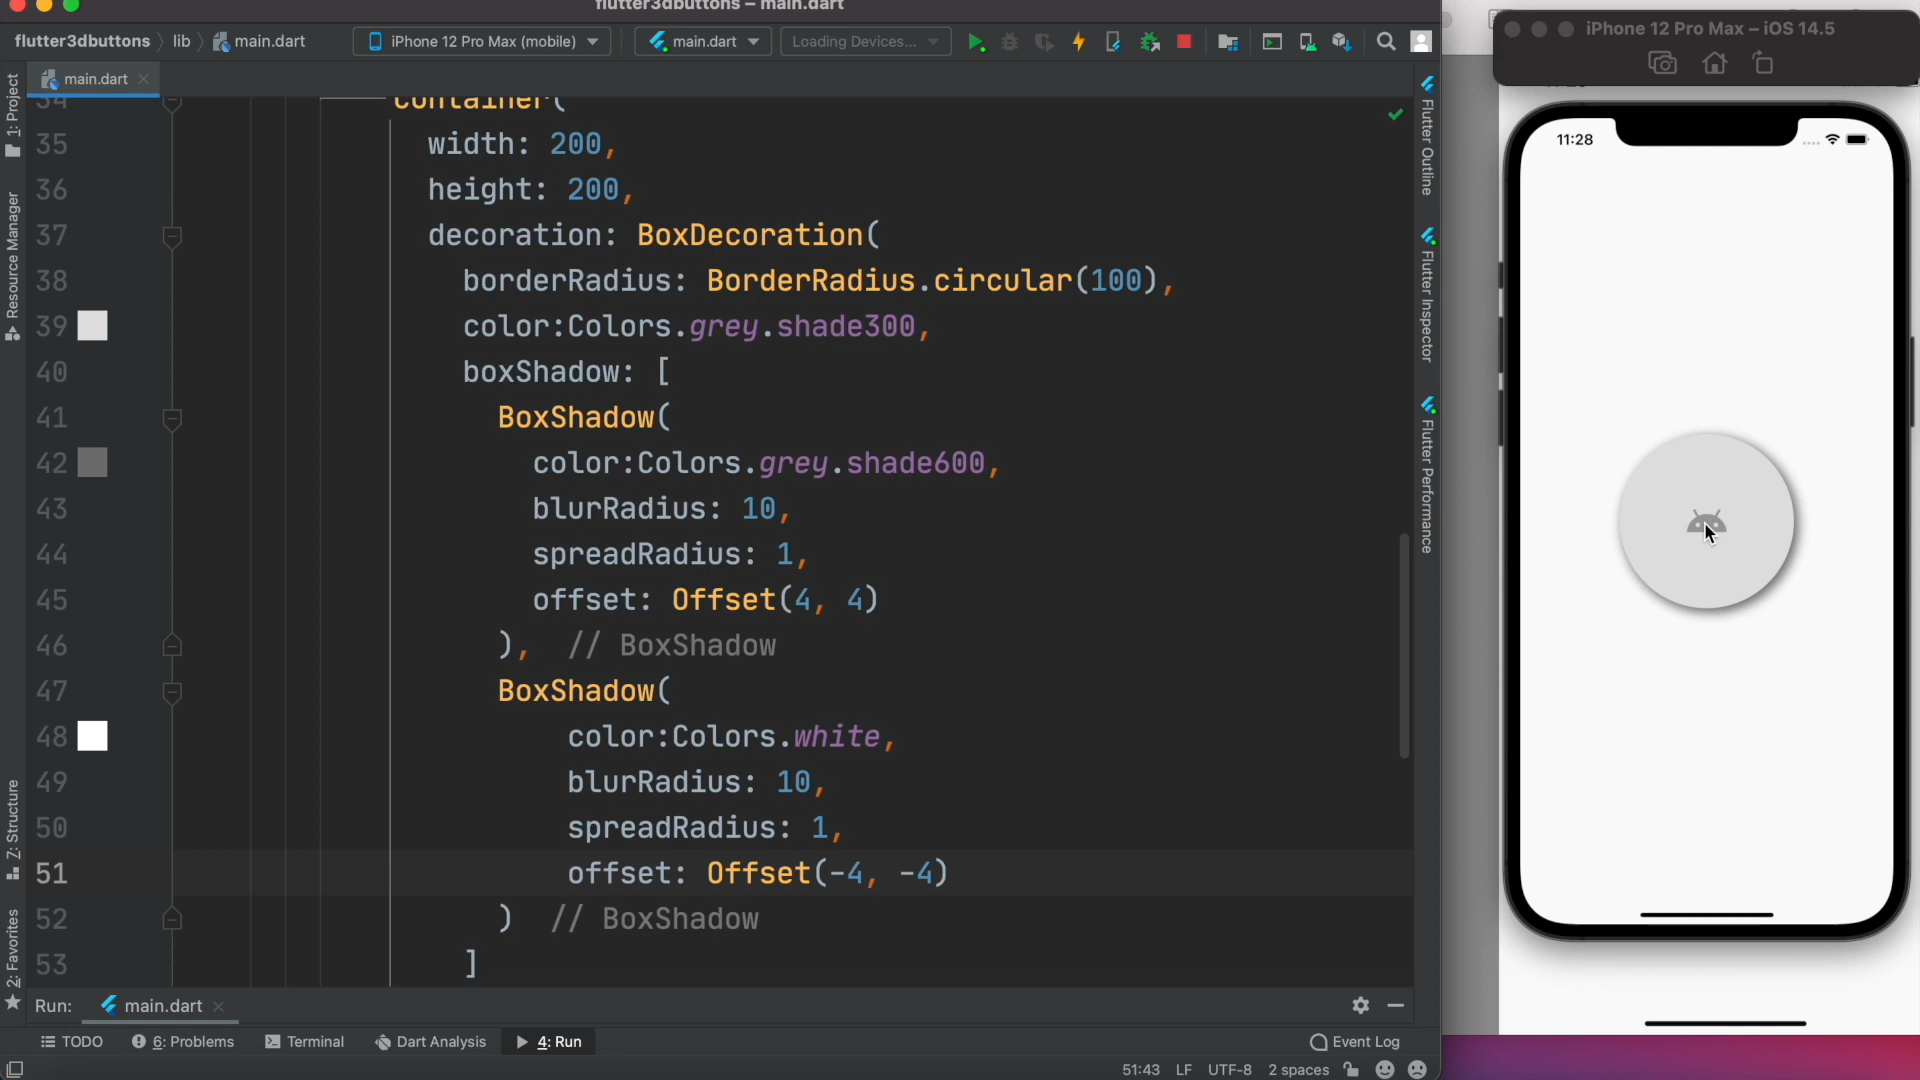 flutter3dbuttons – main.dart
flutter3dbuttons lib main.dart
iPhone 12 Pro Max (mobile)
main.dart
Loading Devices...
iPhone 12 Pro Max – iOS 14.5
main.dart
1: Project
Resource Manager
Z: Structure
2: Favorites
34 container(
35 width: 200,
36 height: 200,
37 decoration: BoxDecoration(
38 borderRadius: BorderRadius.circular(100),
39 color:Colors.grey.shade300,
40 boxShadow: [
41 BoxShadow(
42 color:Colors.grey.shade600,
43 blurRadius: 10,
44 spreadRadius: 1,
45 offset: Offset(4, 4)
46 ), // BoxShadow
47 BoxShadow(
48 color:Colors.white,
49 blurRadius: 10,
50 spreadRadius: 1,
51 offset: Offset(-4, -4)
52 ) // BoxShadow
53 ]
Flutter Outline
Flutter Inspector
Flutter Performance
11:28
Run: main.dart
TODO
6: Problems
Terminal
Dart Analysis
4: Run
Event Log
51:43 LF UTF-8 2 spaces